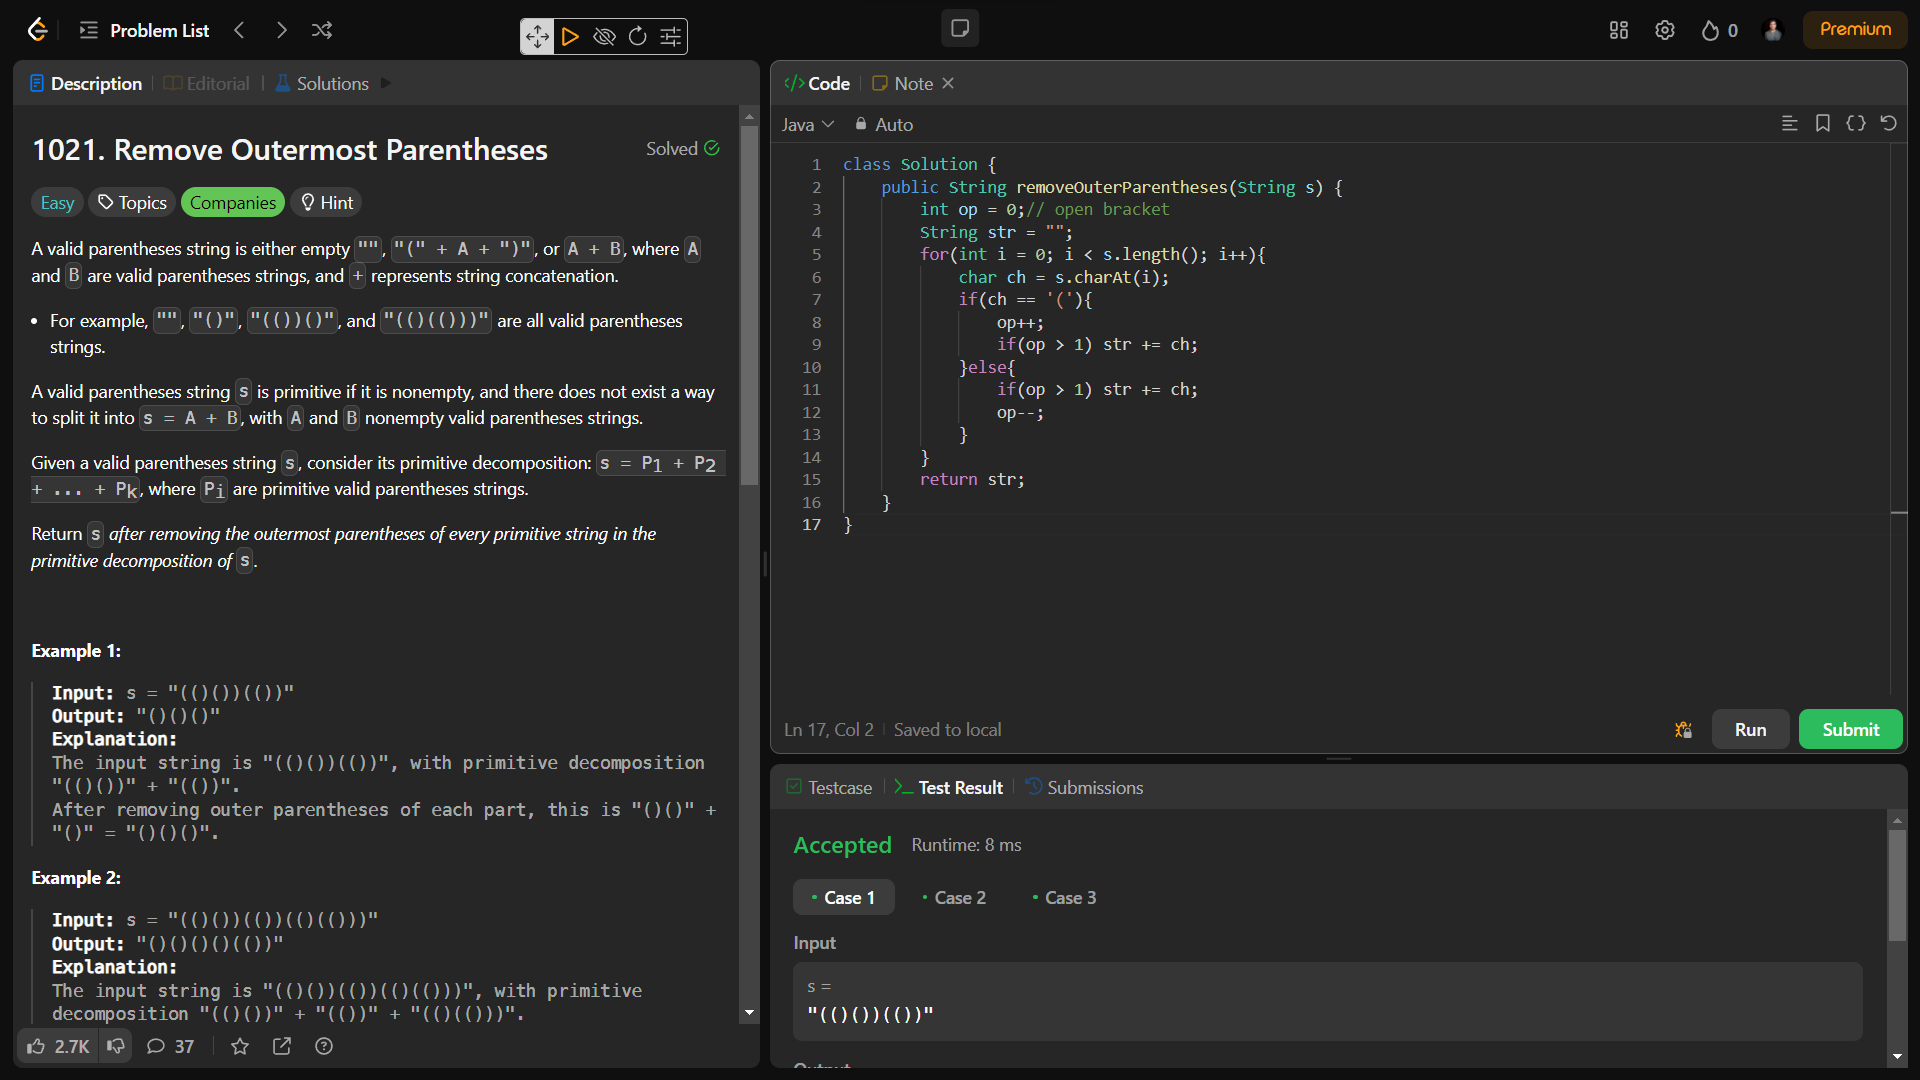 Problem List
0
Premium
Description
Editorial
Solutions
1021. Remove Outermost Parentheses
Solved
Easy
Topics
Companies
Hint
A valid parentheses string is either empty "", "(" + A + ")", or A + B, where A
and B are valid parentheses strings, and + represents string concatenation.
• For example, "", "()", "(())()", and "(()(()))" are all valid parentheses
strings.
A valid parentheses string s is primitive if it is nonempty, and there does not exist a way
to split it into s = A + B, with A and B nonempty valid parentheses strings.
Given a valid parentheses string s, consider its primitive decomposition: s = P1 + P2
+ ... + Pk, where Pi are primitive valid parentheses strings.
Return s after removing the outermost parentheses of every primitive string in the
primitive decomposition of s.
Example 1:
Input: s = "(()())(())"
Output: "()()()"
Explanation:
The input string is "(()())(())", with primitive decomposition
"(()())" + "(())".
After removing outer parentheses of each part, this is "()()" +
"()" = "()()()".
Example 2:
Input: s = "(()())(())(()(()))"
Output: "()()()()(())"
Explanation:
The input string is "(()())(())(()(()))", with primitive
decomposition "(()())" + "(())" + "(()(()))".
2.7K
37
</> Code
Note
Java
Auto
1 class Solution {
2 public String removeOuterParentheses(String s) {
3 int op = 0;// open bracket
4 String str = "";
5 for(int i = 0; i < s.length(); i++){
6 char ch = s.charAt(i);
7 if(ch == '('){
8 op++;
9 if(op > 1) str += ch;
10 }else{
11 if(op > 1) str += ch;
12 op--;
13 }
14 }
15 return str;
16 }
17 }
Ln 17, Col 2
Saved to local
Run
Submit
Testcase
Test Result
Submissions
Accepted
Runtime: 8 ms
• Case 1
• Case 2
• Case 3
Input
s =
"(()())(())"
Output